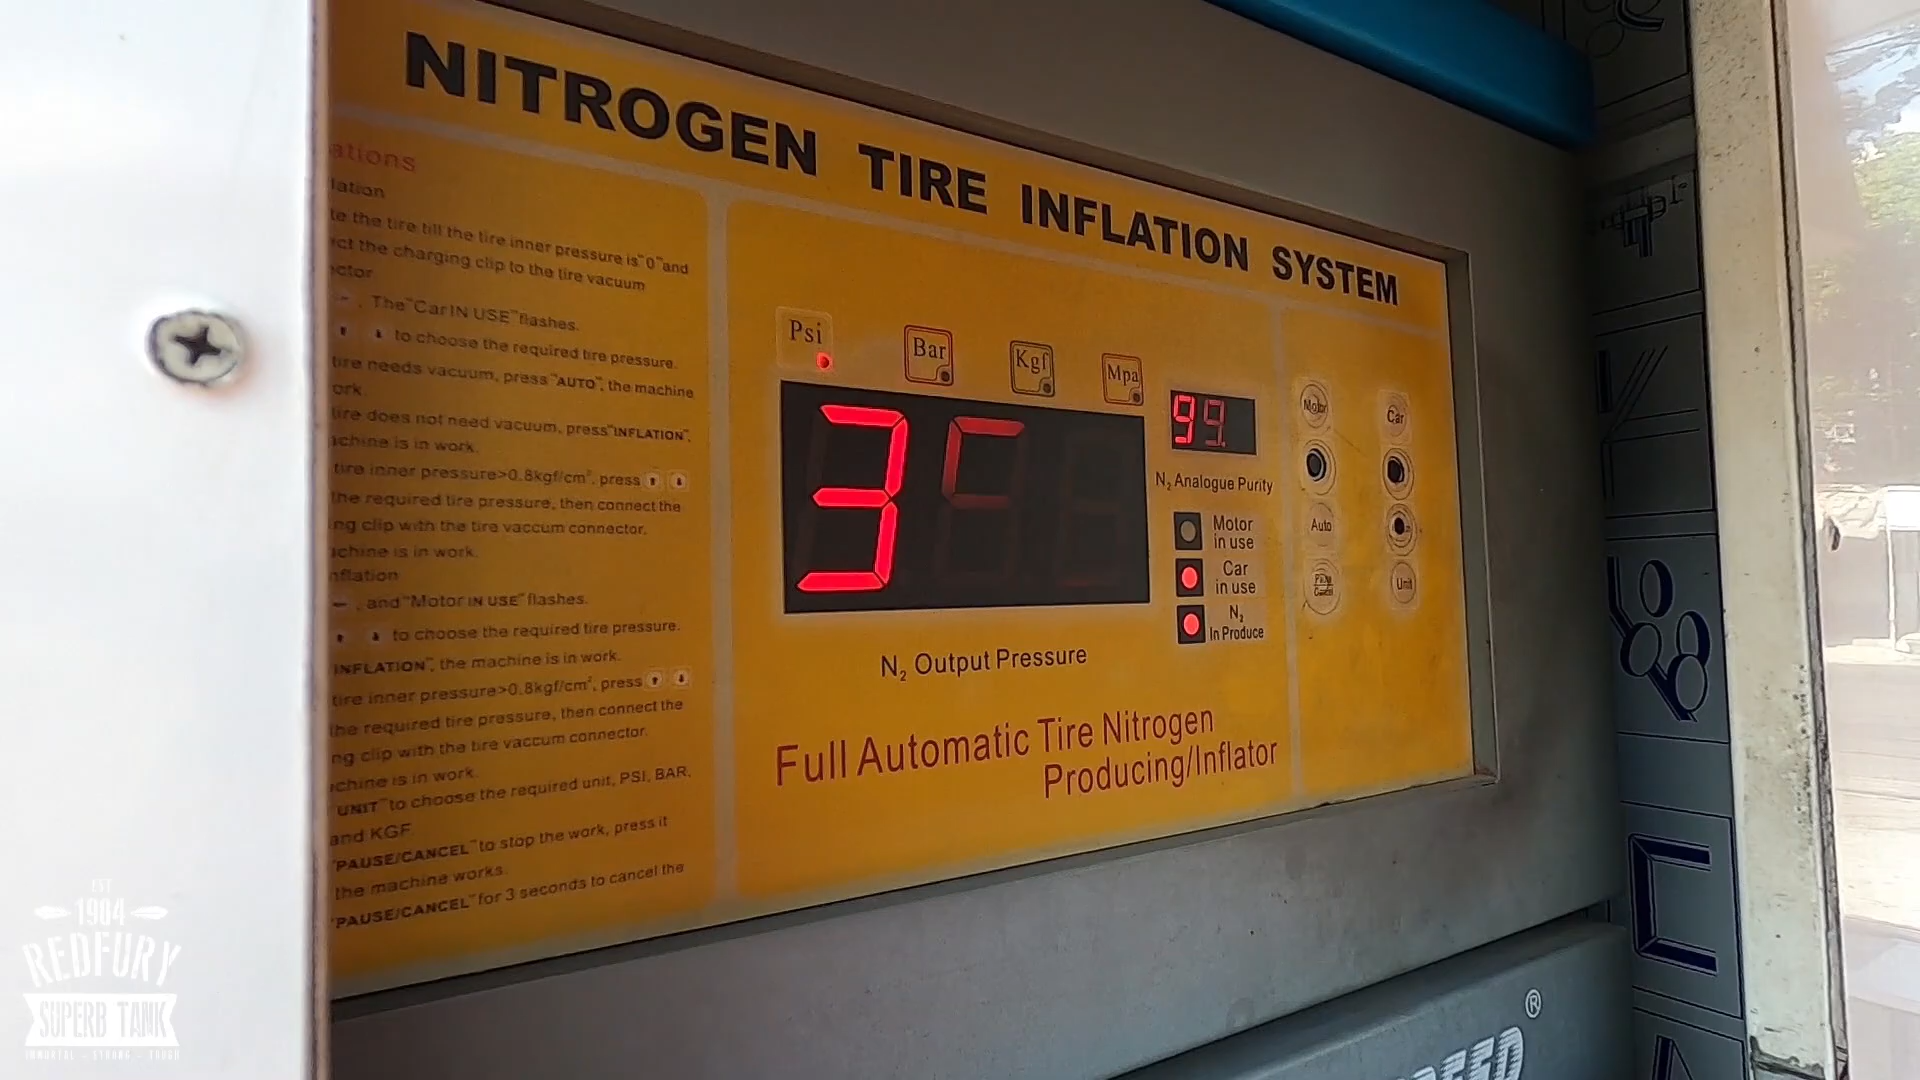 NITROGEN TIRE INFLATION SYSTEM
ations
lation
te the tire till the tire inner pressure is "0" and
ct the charging clip to the tire vacuum
ector
. The "Car IN USE" flashes.
to choose the required tire pressure.
tire needs vacuum, press "AUTO", the machine
ork.
tire does not need vacuum, press "INFLATION",
achine is in work.
tire inner pressure>0.8kgf/cm², press
the required tire pressure, then connect the
ng clip with the tire vaccum connector.
achine is in work.
nflation
, and "Motor IN USE" flashes.
to choose the required tire pressure.
INFLATION", the machine is in work.
tire inner pressure>0.8kgf/cm², press
the required tire pressure, then connect the
ng clip with the tire vaccum connector.
achine is in work.
"UNIT" to choose the required unit, PSI, BAR,
and KGF.
"PAUSE/CANCEL" to stop the work, press it
the machine works.
"PAUSE/CANCEL" for 3 seconds to cancel the
Psi
Bar
Kgf
Mpa
3
99.
N₂ Analogue Purity
Motor
in use
Car
in use
N₂
In Produce
N₂ Output Pressure
Full Automatic Tire Nitrogen
Producing/Inflator
Motor
Car
Auto
Unit
EST
1904
REDFURY
SUPERB TANK
IMMORTAL - STRONG - TOUGH
®